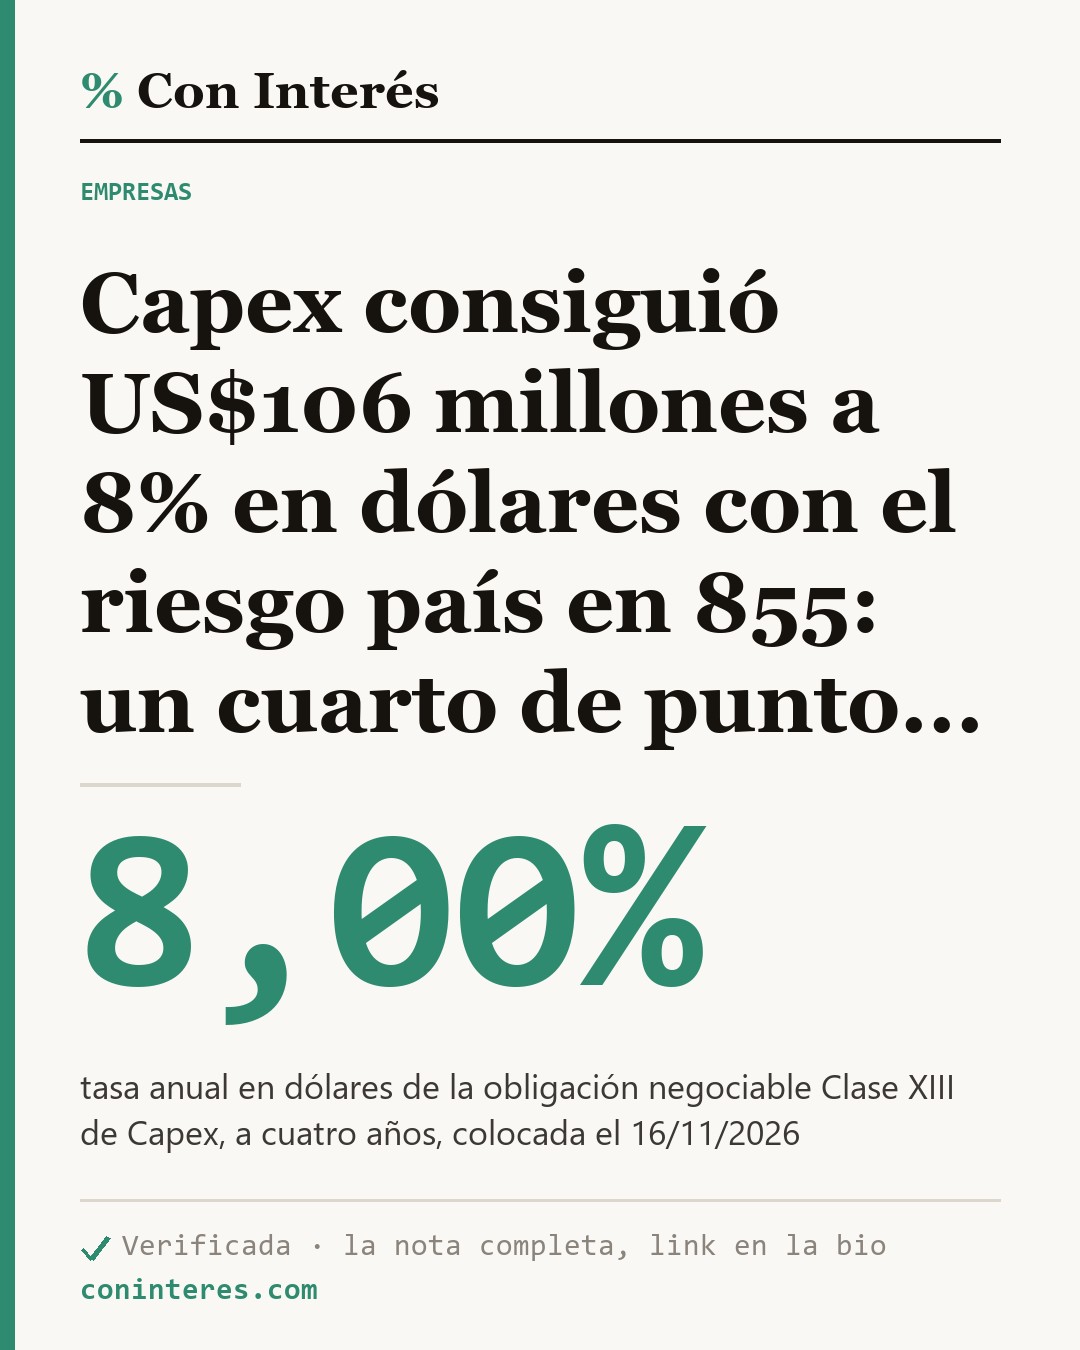 % Con Interés
EMPRESAS
Capex consiguió
US$106 millones a
8% en dólares con el
riesgo país en 855:
un cuarto de punto...
8,00%
tasa anual en dólares de la obligación negociable Clase XIII
de Capex, a cuatro años, colocada el 16/11/2026
✓ Verificada · la nota completa, link en la bio
coninteres.com